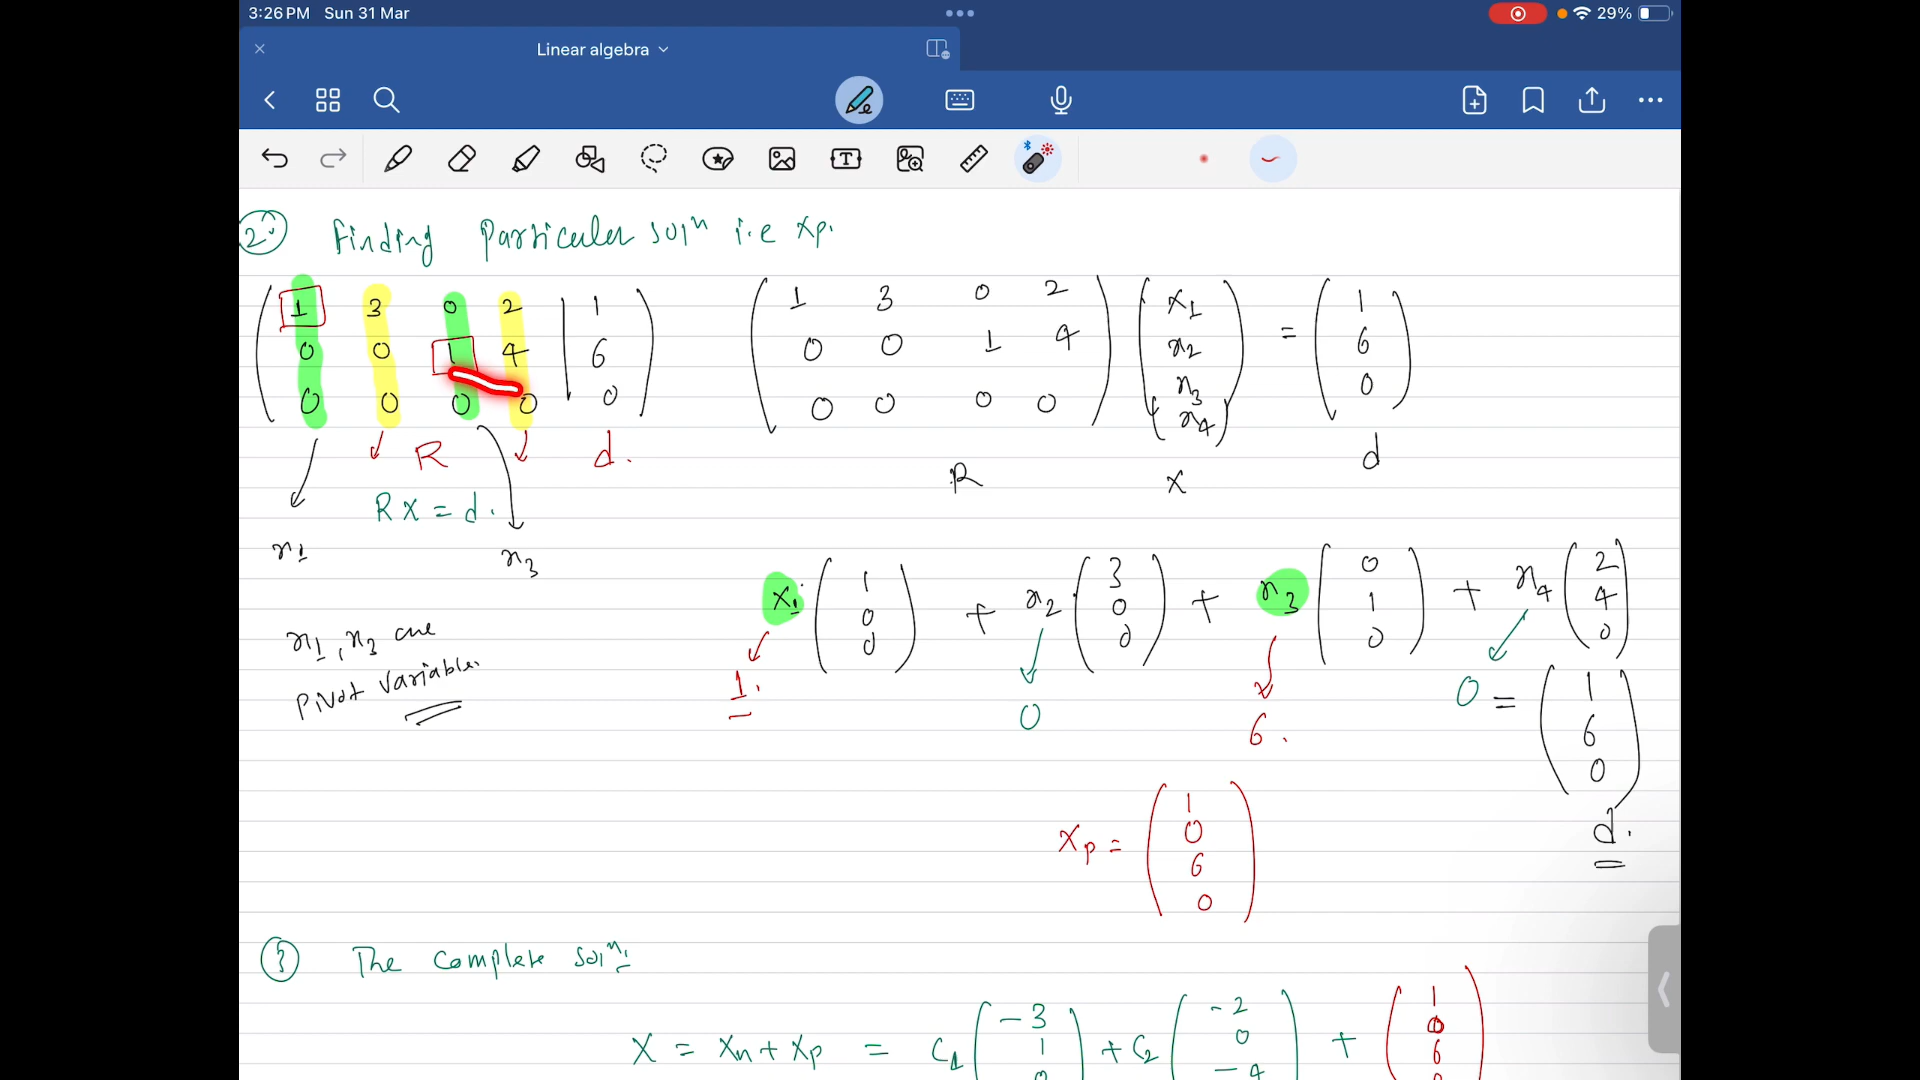 3:26 PM Sun 31 Mar
29%
Linear algebra
2. Finding Particular solⁿ i.e xp.
1 3 0 2 | 1
0 0 1 4 | 6
0 0 0 0 | 0
R d.
RX = d.
x1 x3
1 3 0 2 x1 1
0 0 1 4 x2 = 6
0 0 0 0 x3 0
x4
R X d
x1 (1 0 0) + x2 (3 0 0) + x3 (0 1 0) + x4 (2 4 0)
1. 0 6. 0 = (1 6 0)
d.
x1, x3 are
Pivot variables
Xp = (1 0 6 0)
3 The complete solⁿ.
X = Xn + Xp = C1 (-3 1 0 + C2 (-2 0 -4 + (1 0 6 0